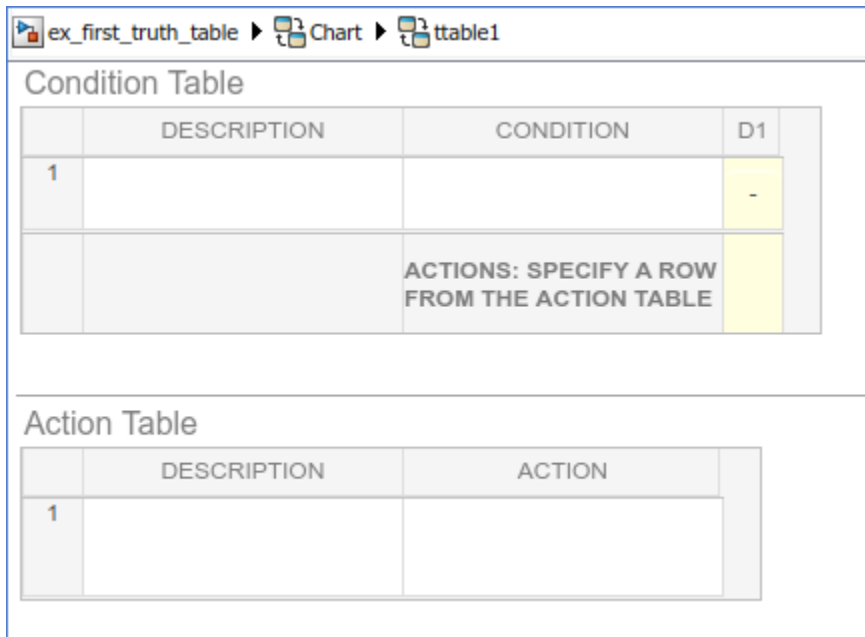 ex_first_truth_table Chart ttable1
Condition Table
DESCRIPTION CONDITION D1
1
-
ACTIONS: SPECIFY A ROW
FROM THE ACTION TABLE
Action Table
DESCRIPTION ACTION
1